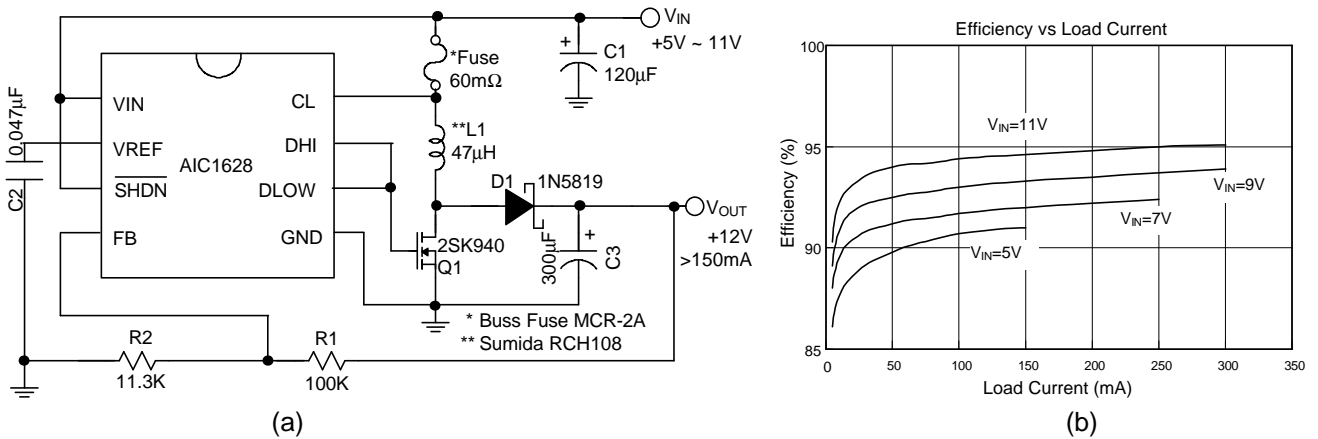 VIN
+5V ~ 11V
*Fuse
60mΩ
C1
120μF
+
0.047μF
C2
VIN
VREF
SHDN
FB
AIC1628
CL
DHI
DLOW
GND
**L1
47μH
D1
1N5819
VOUT
+12V
>150mA
2SK940
Q1
300μF
+
C3
* Buss Fuse MCR-2A
** Sumida RCH108
R2
11.3K
R1
100K
(a)
Efficiency vs Load Current
Efficiency (%)
100
95
90
85
VIN=11V
VIN=9V
VIN=7V
VIN=5V
0 50 100 150 200 250 300 350
Load Current (mA)
(b)